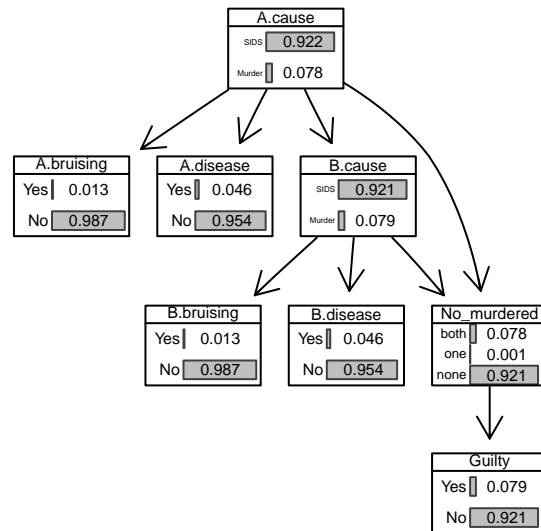 A.cause
SIDS 0.922
Murder 0.078
A.bruising
Yes 0.013
No 0.987
A.disease
Yes 0.046
No 0.954
B.cause
SIDS 0.921
Murder 0.079
B.bruising
Yes 0.013
No 0.987
B.disease
Yes 0.046
No 0.954
No_murdered
both 0.078
one 0.001
none 0.921
Guilty
Yes 0.079
No 0.921